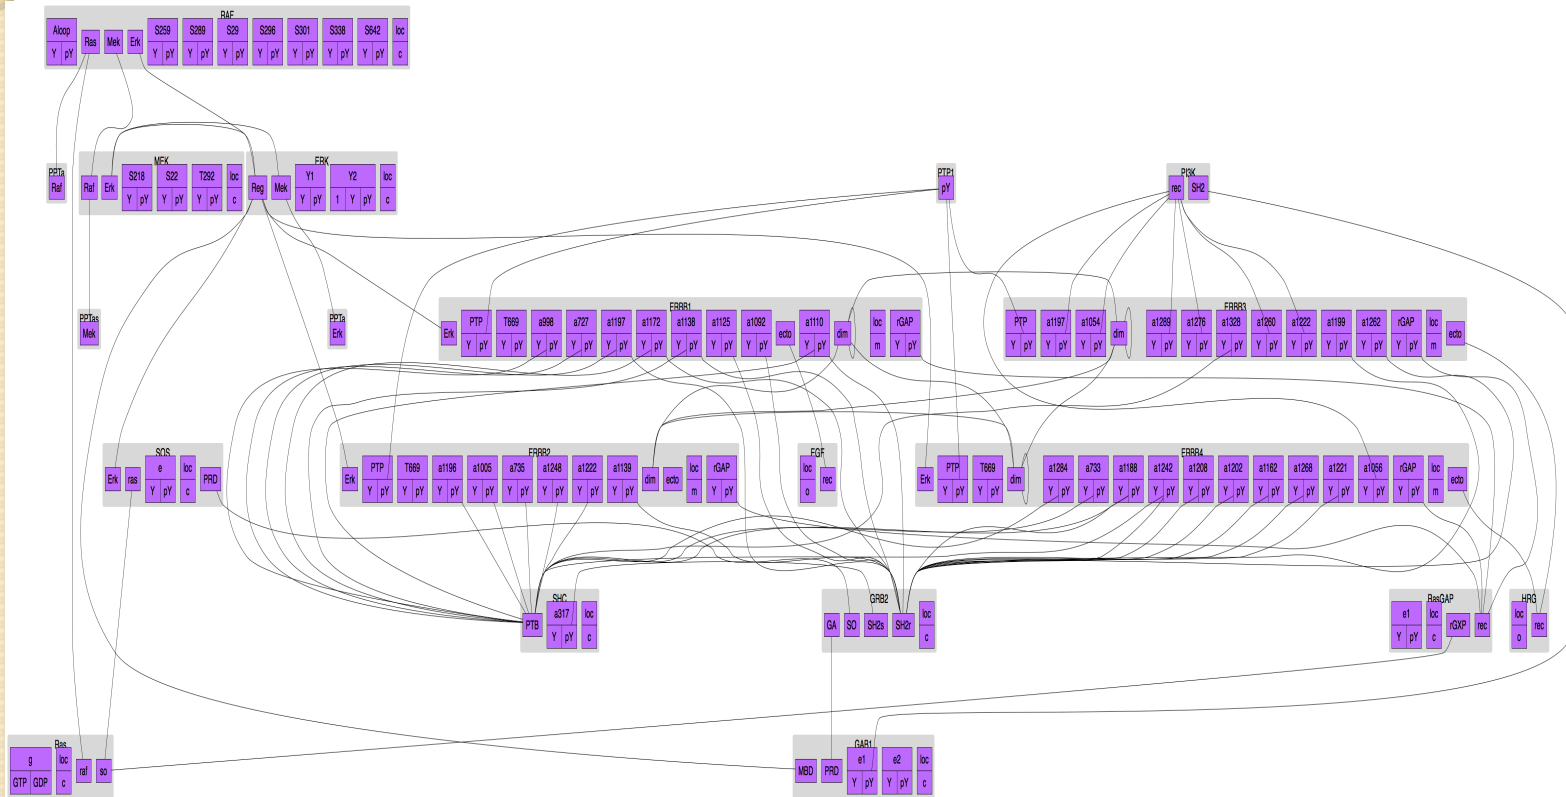 RAF
Aloop Ras Mek Erk S259 S289 S29 S296 S301 S338 S642 loc
Y pY Y pY Y pY Y pY Y pY Y pY Y pY Y pY c
PPTa MEK ERK PTP1 PI3K
Raf Raf Erk S218 S22 T292 loc Reg Mek Y1 Y2 loc pY rec SH2
Y pY Y pY Y pY c Y pY 1 Y pY c
PPTas PPTa ERBB1 ERBB3
Mek Erk Erk PTP T669 a998 a727 a1197 a1172 a1138 a1125 a1092 ecto a1110 dim loc rGAP PTP a1197 a1054 dim a1289 a1276 a1328 a1260 a1222 a1199 a1262 rGAP loc ecto
Y pY Y pY Y pY Y pY Y pY Y pY Y pY Y pY Y pY Y pY m Y pY Y pY Y pY Y pY Y pY Y pY Y pY Y pY Y pY Y pY Y pY Y pY m
SOS ERBB2 EGF ERBB4
Erk ras e loc PRD Erk PTP T669 a1196 a1005 a735 a1248 a1222 a1139 dim ecto loc rGAP loc rec Erk PTP T669 dim a1284 a733 a1188 a1242 a1208 a1202 a1162 a1268 a1221 a1056 rGAP loc ecto
Y pY c Y pY Y pY Y pY Y pY Y pY Y pY Y pY Y pY m Y pY o Y pY Y pY Y pY Y pY Y pY Y pY Y pY Y pY Y pY Y pY Y pY Y pY Y pY m
SHC GRB2 RasGAP HRG
PTB a317 loc GA SO SH2s SH2r loc e1 loc rGXP rec loc rec
Y pY c c Y pY c o
Ras GAB1
g loc raf so MBD PRD e1 e2 loc
GTP GDP c Y pY Y pY c